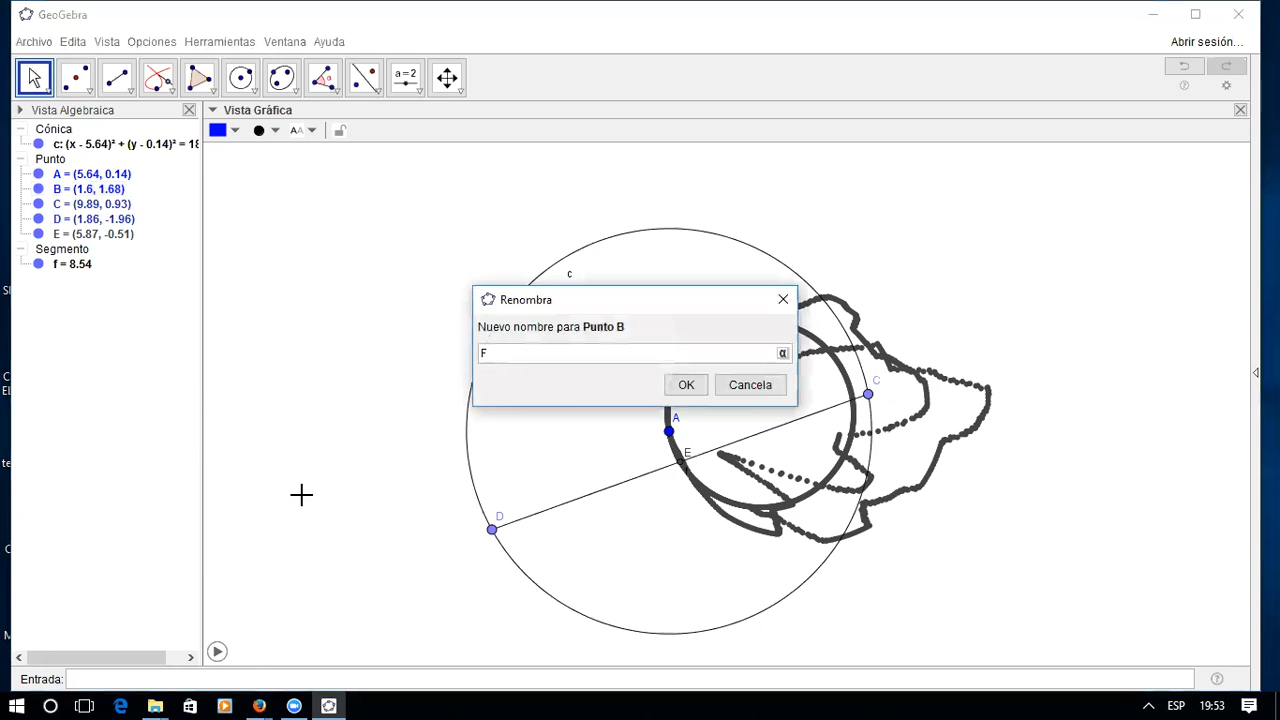 GeoGebra
Archivo Edita Vista Opciones Herramientas Ventana Ayuda
Abrir sesión...
a=2
Vista Algebraica
Vista Gráfica
AA
Cónica
c: (x - 5.64)² + (y - 0.14)² = 18
Punto
A = (5.64, 0.14)
B = (1.6, 1.68)
C = (9.89, 0.93)
D = (1.86, -1.96)
E = (5.87, -0.51)
Segmento
f = 8.54
c
Renombra
Nuevo nombre para Punto B
F
α
OK
Cancela
C
A
E
D
Entrada:
ESP
19:53